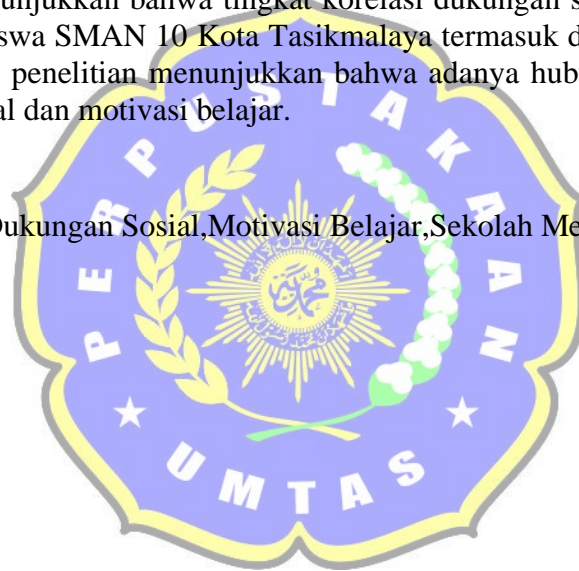 unjukkan bahwa tingkat korelasi dukungan s
swa SMAN 10 Kota Tasikmalaya termasuk d
penelitian menunjukkan bahwa adanya hub
al dan motivasi belajar.
Dukungan Sosial,Motivasi Belajar,Sekolah Me
PERPUSTAKAAN
UMTAS